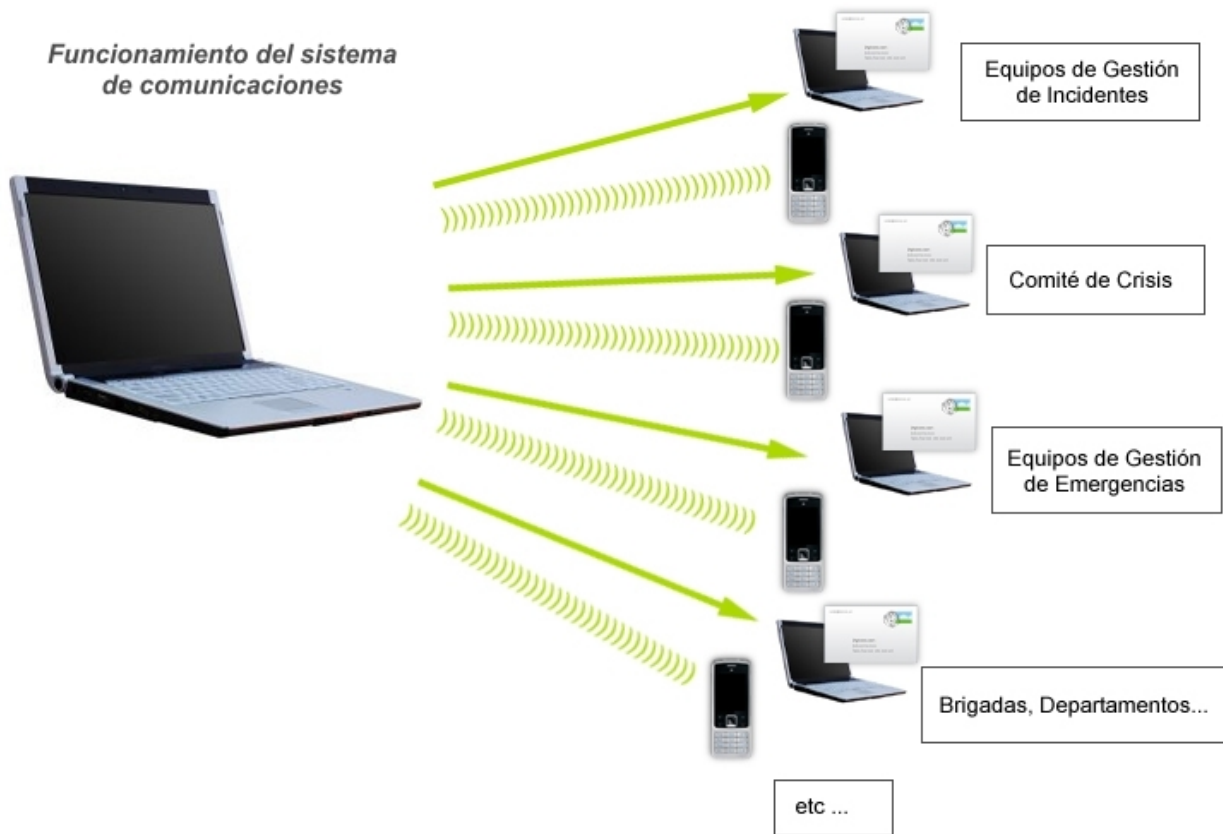 Funcionamiento del sistema
de comunicaciones
Equipos de Gestión
de Incidentes
Comité de Crisis
Equipos de Gestión
de Emergencias
Brigadas, Departamentos...
etc ...